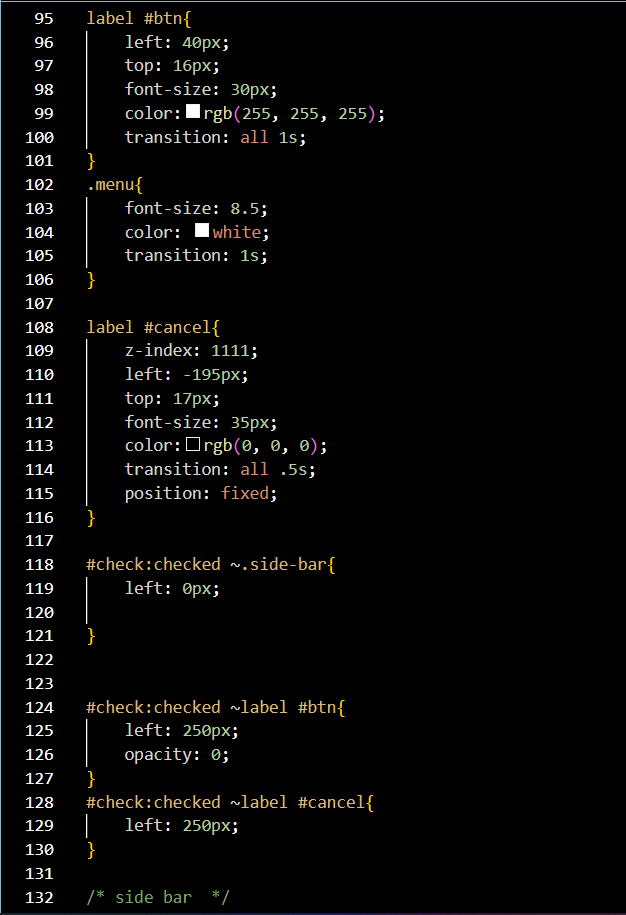 95 label #btn{
96 left: 40px;
97 top: 16px;
98 font-size: 30px;
99 color: rgb(255, 255, 255);
100 transition: all 1s;
101 }
102 .menu{
103 font-size: 8.5;
104 color: white;
105 transition: 1s;
106 }
107
108 label #cancel{
109 z-index: 1111;
110 left: -195px;
111 top: 17px;
112 font-size: 35px;
113 color: rgb(0, 0, 0);
114 transition: all .5s;
115 position: fixed;
116 }
117
118 #check:checked ~.side-bar{
119 left: 0px;
120
121 }
122
123
124 #check:checked ~label #btn{
125 left: 250px;
126 opacity: 0;
127 }
128 #check:checked ~label #cancel{
129 left: 250px;
130 }
131
132 /* side bar  */